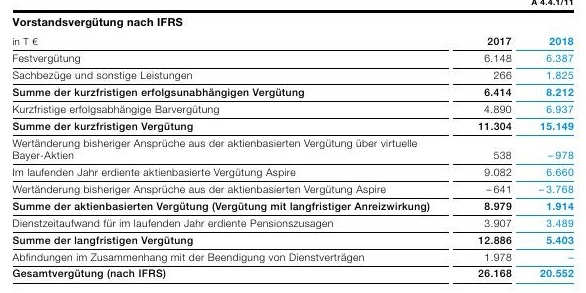 A 4.4.1/11
Vorstandsvergütung nach IFRS
in T € 2017 2018
Festvergütung 6.148 6.387
Sachbezüge und sonstige Leistungen 266 1.825
Summe der kurzfristigen erfolgsunabhängigen Vergütung 6.414 8.212
Kurzfristige erfolgsabhängige Barvergütung 4.890 6.937
Summe der kurzfristigen Vergütung 11.304 15.149
Wertänderung bisheriger Ansprüche aus der aktienbasierten Vergütung über virtuelle
Bayer-Aktien 538 –978
Im laufenden Jahr erdiente aktienbasierte Vergütung Aspire 9.082 6.660
Wertänderung bisheriger Ansprüche aus der aktienbasierten Vergütung Aspire –641 –3.768
Summe der aktienbasierten Vergütung (Vergütung mit langfristiger Anreizwirkung) 8.979 1.914
Dienstzeitaufwand für im laufenden Jahr erdiente Pensionszusagen 3.907 3.489
Summe der langfristigen Vergütung 12.886 5.403
Abfindungen im Zusammenhang mit der Beendigung von Dienstverträgen 1.978 –
Gesamtvergütung (nach IFRS) 26.168 20.552